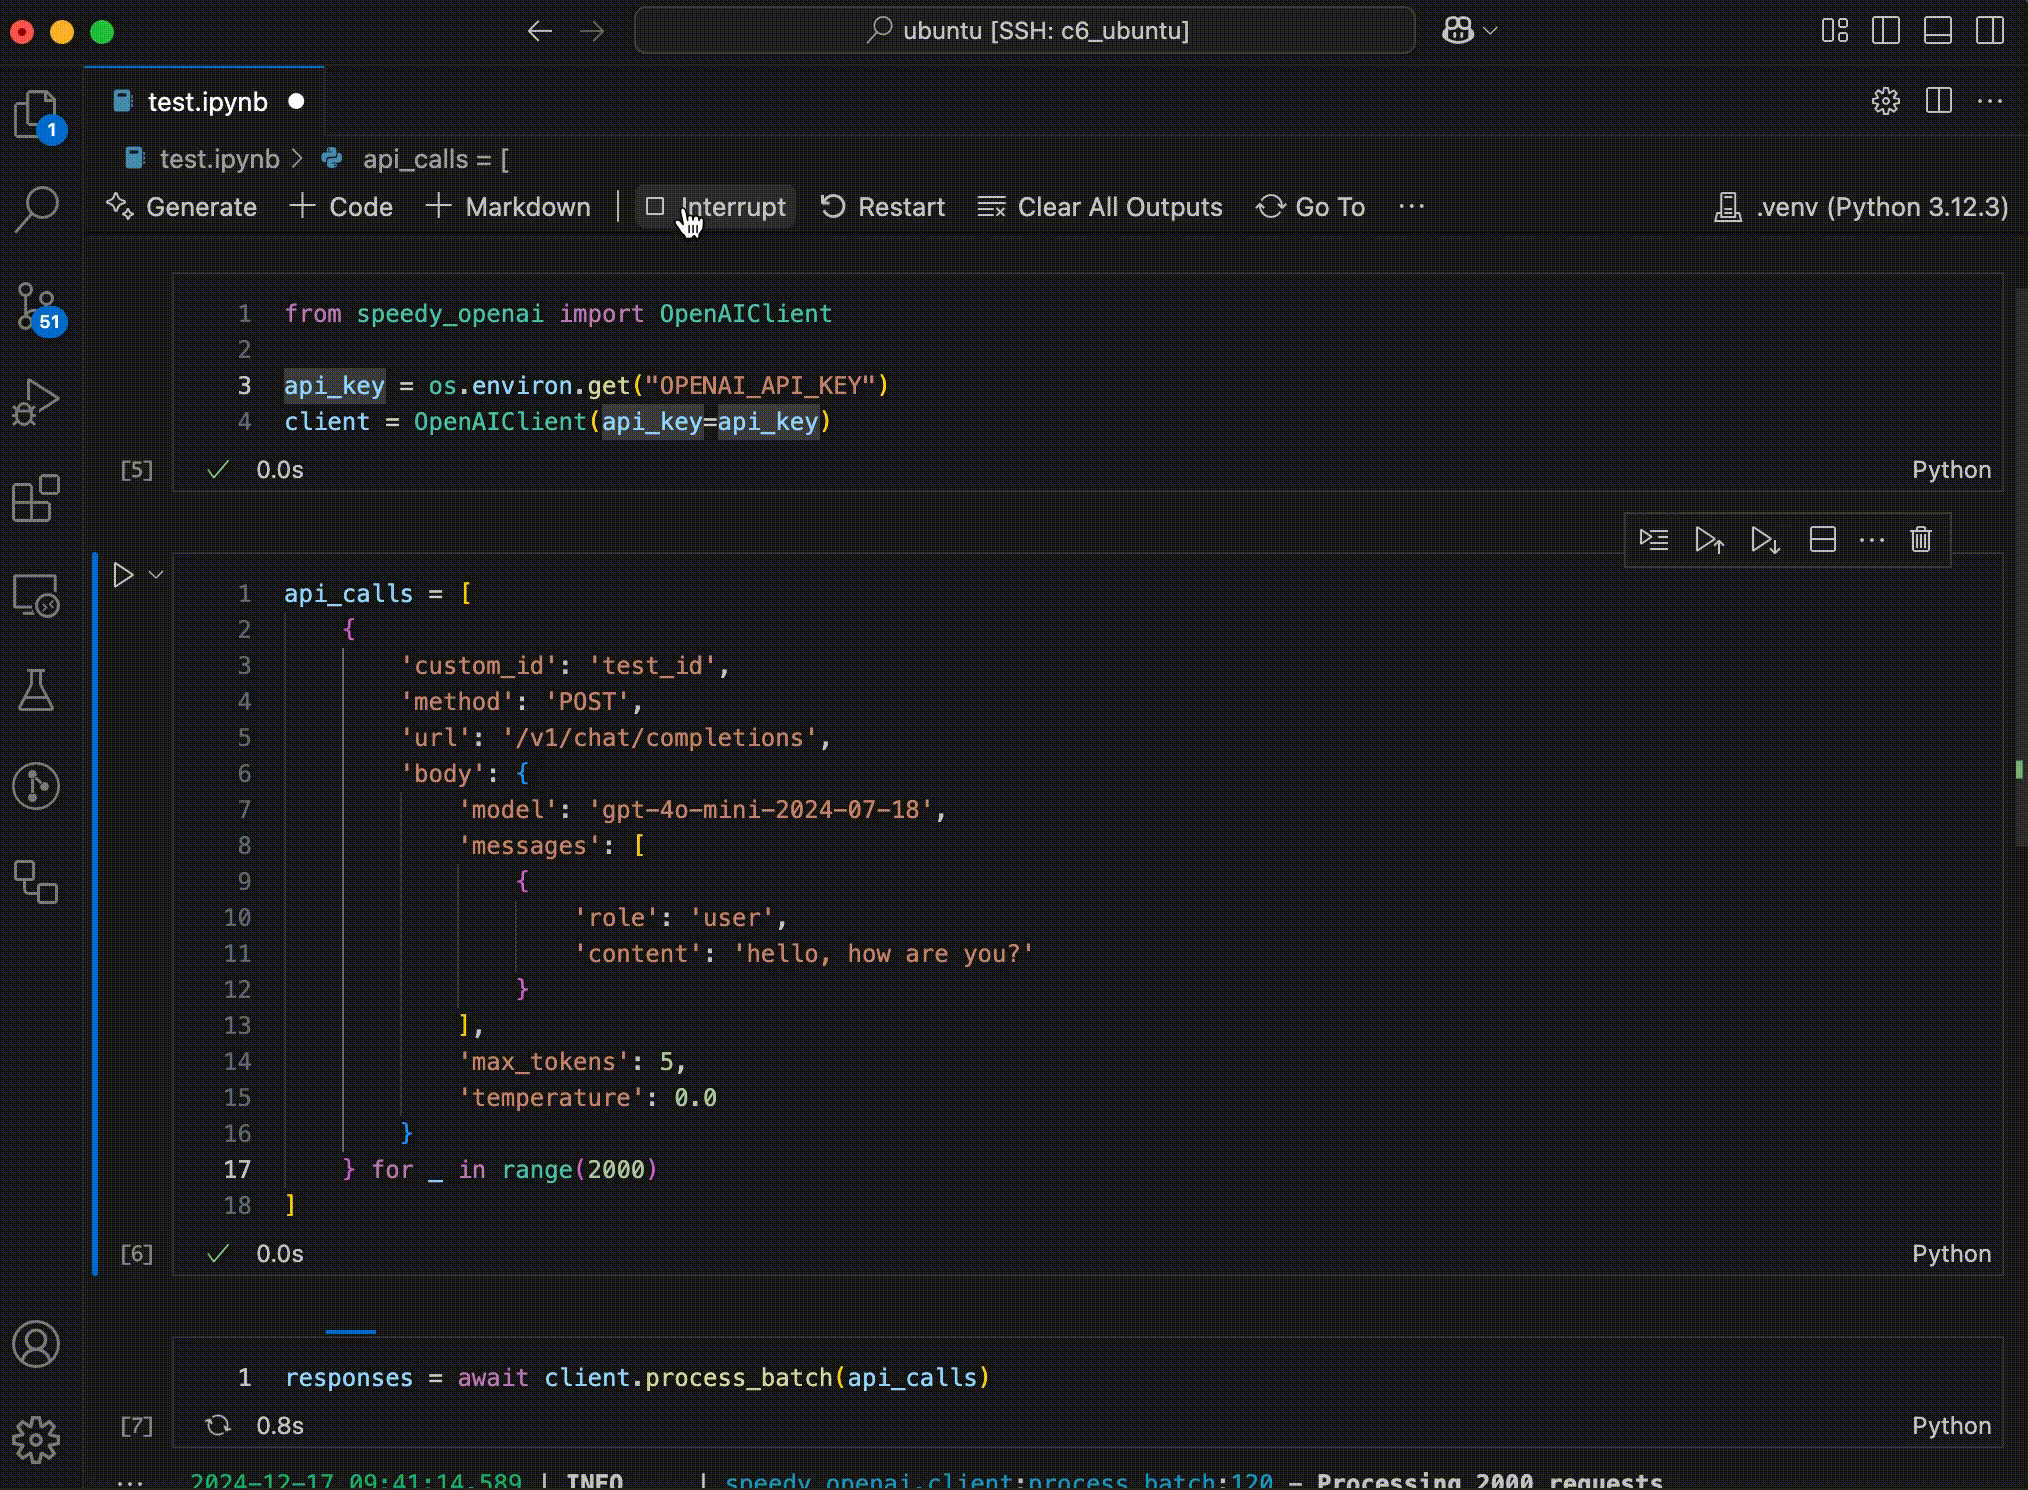 ubuntu [SSH: c6_ubuntu]
test.ipynb
1
test.ipynb > api_calls = [
Generate + Code + Markdown | Interrupt Restart Clear All Outputs Go To ... .venv (Python 3.12.3)
51
1 from speedy_openai import OpenAIClient
2
3 api_key = os.environ.get("OPENAI_API_KEY")
4 client = OpenAIClient(api_key=api_key)
[5] 0.0s Python
1 api_calls = [
2 {
3 'custom_id': 'test_id',
4 'method': 'POST',
5 'url': '/v1/chat/completions',
6 'body': {
7 'model': 'gpt-4o-mini-2024-07-18',
8 'messages': [
9 {
10 'role': 'user',
11 'content': 'hello, how are you?'
12 }
13 ],
14 'max_tokens': 5,
15 'temperature': 0.0
16 }
17 } for _ in range(2000)
18 ]
[6] 0.0s Python
1 responses = await client.process_batch(api_calls)
[7] 0.8s Python
... 2024-12-17 09:41:14.589 | INFO | speedy_openai.client:process_batch:120 - Processing 2000 requests